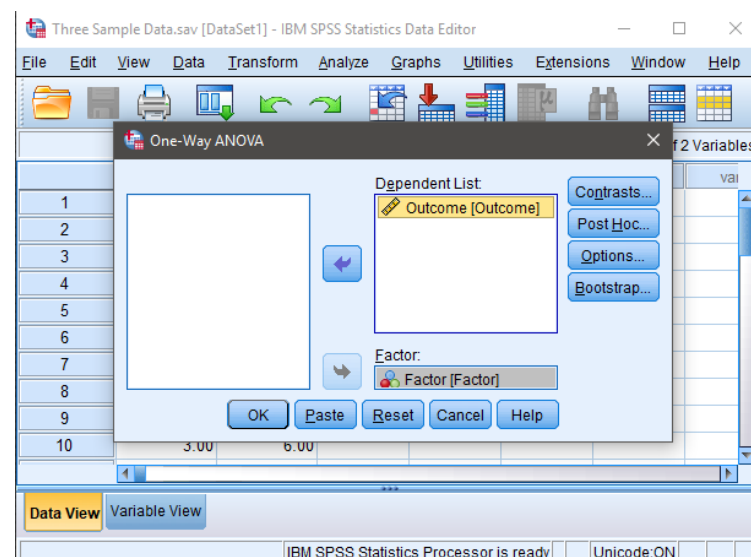 Three Sample Data.sav [DataSet1] - IBM SPSS Statistics Data Editor
File Edit View Data Transform Analyze Graphs Utilities Extensions Window Help
One-Way ANOVA
f 2 Variables
var
Dependent List:
Outcome [Outcome]
Contrasts...
Post Hoc...
Options...
Bootstrap...
Factor:
Factor [Factor]
OK Paste Reset Cancel Help
1
2
3
4
5
6
7
8
9
10 3.00 6.00
Data View Variable View
IBM SPSS Statistics Processor is ready Unicode:ON